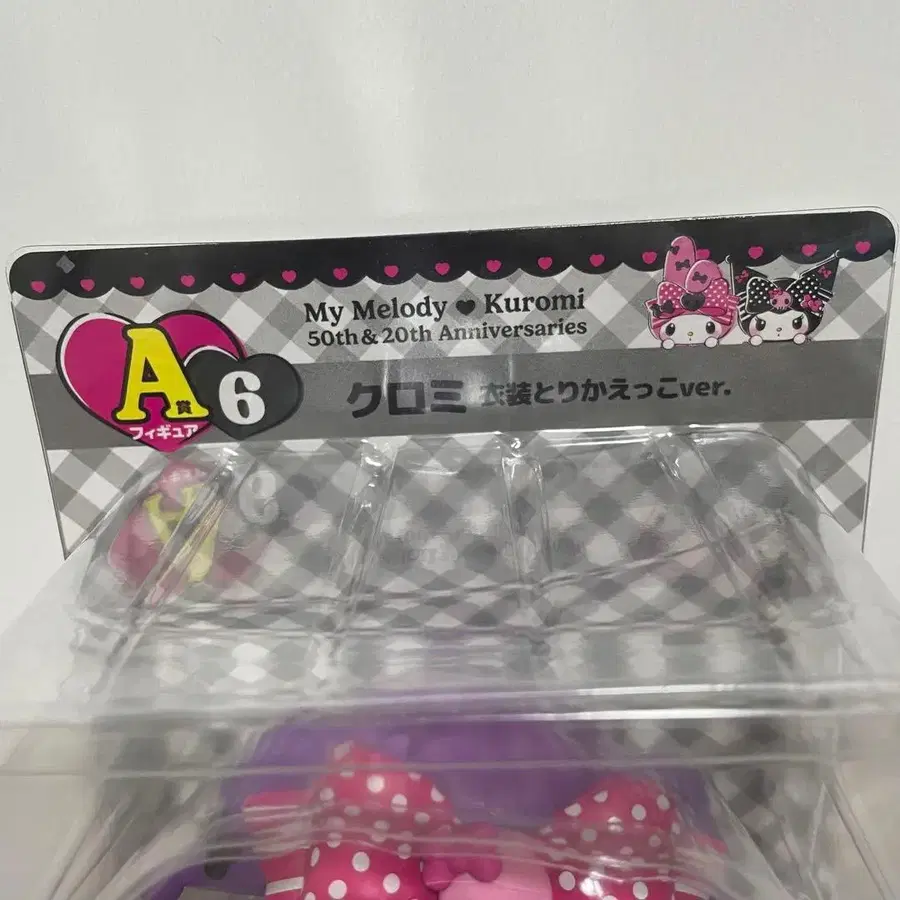 My Melody ♥ Kuromi
50th & 20th Anniversaries
A賞
フィギュア
6
クロミ 衣装とりかえっこver.